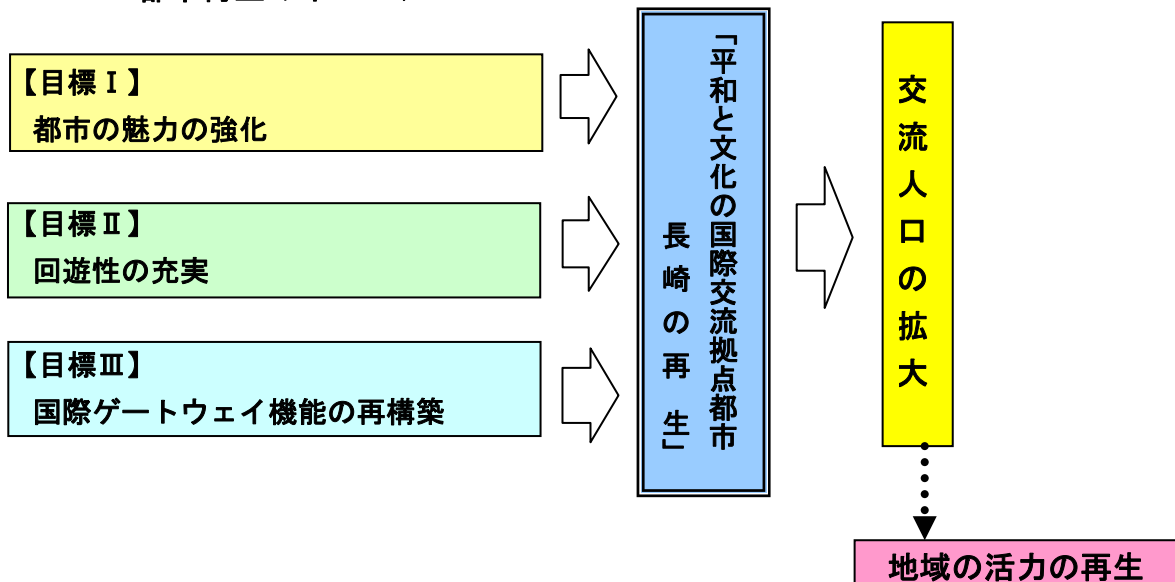 【目標Ⅰ】
都市の魅力の強化
【目標Ⅱ】
回遊性の充実
【目標Ⅲ】
国際ゲートウェイ機能の再構築
「平和と文化の国際交流拠点都市
長崎の再生」
交流人口の拡大
地域の活力の再生